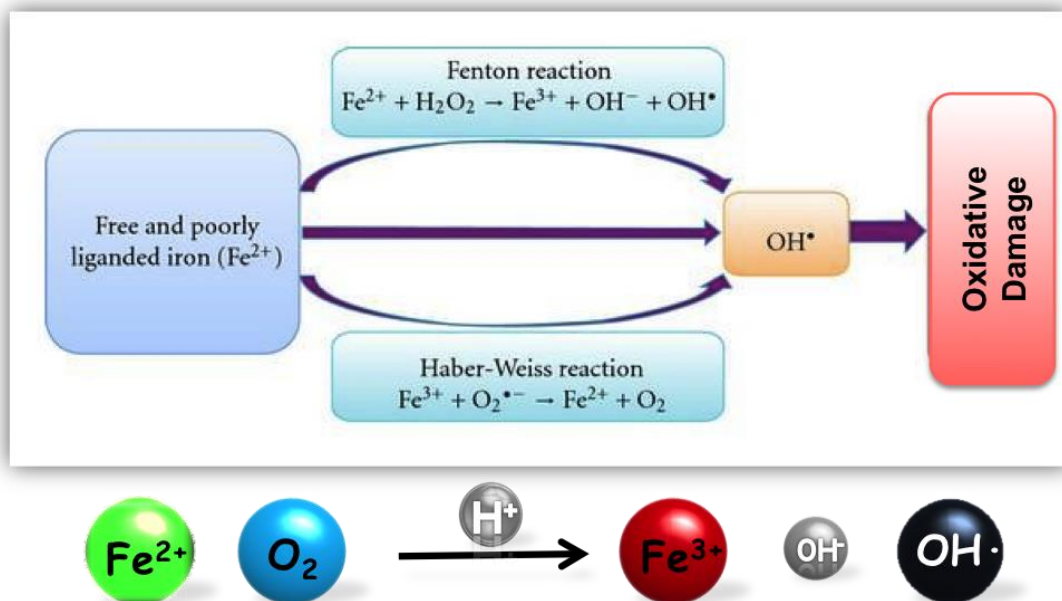 Fenton reaction
Fe²⁺ + H₂O₂ → Fe³⁺ + OH⁻ + OH•
Free and poorly
liganded iron (Fe²⁺)
OH•
Oxidative
Damage
Haber-Weiss reaction
Fe³⁺ + O₂•⁻ → Fe²⁺ + O₂
Fe²⁺ O₂ H⁺ Fe³⁺ OH⁻ OH·